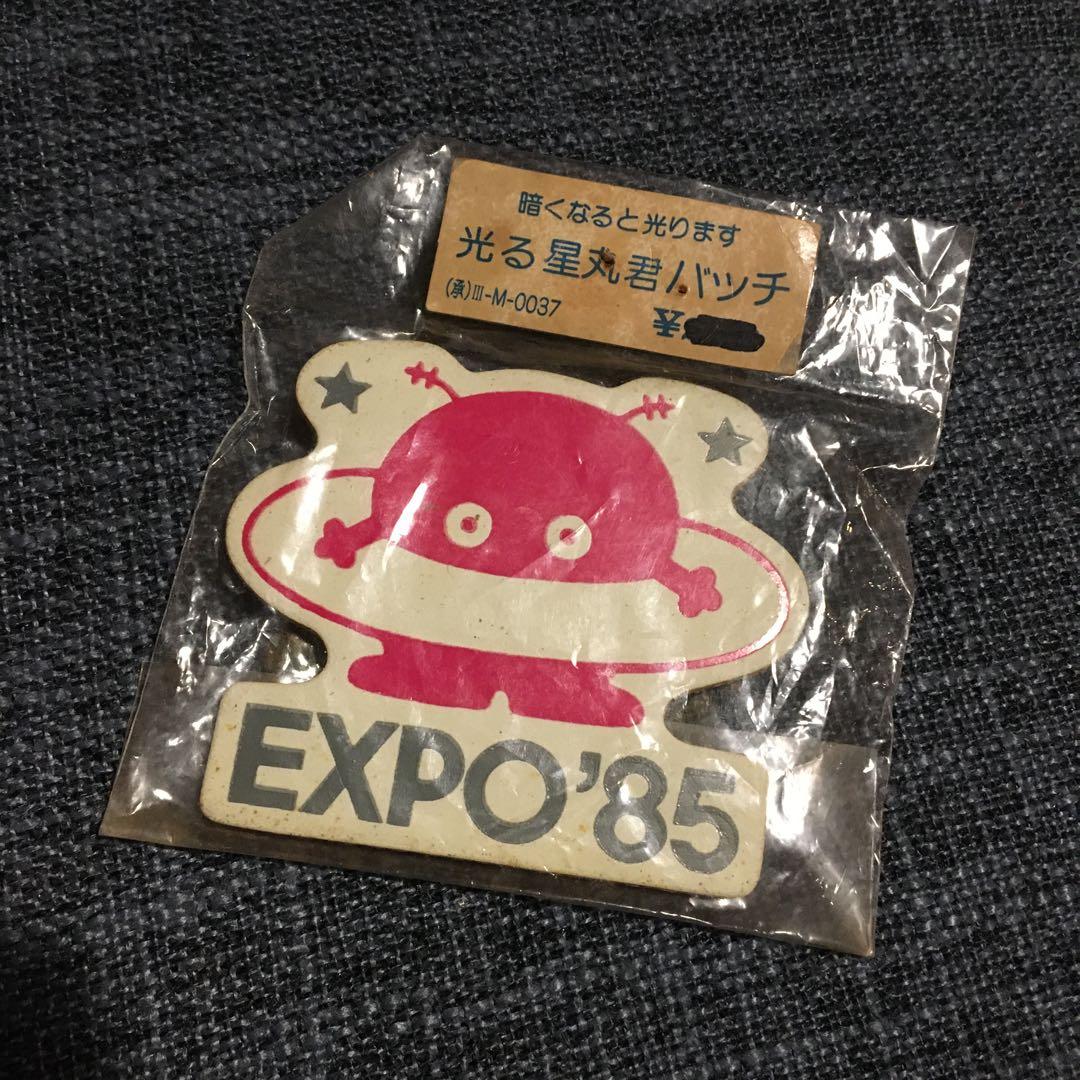 暗くなると光ります
光る星丸君バッチ
(承)Ⅲ-M-0037
¥
EXPO'85